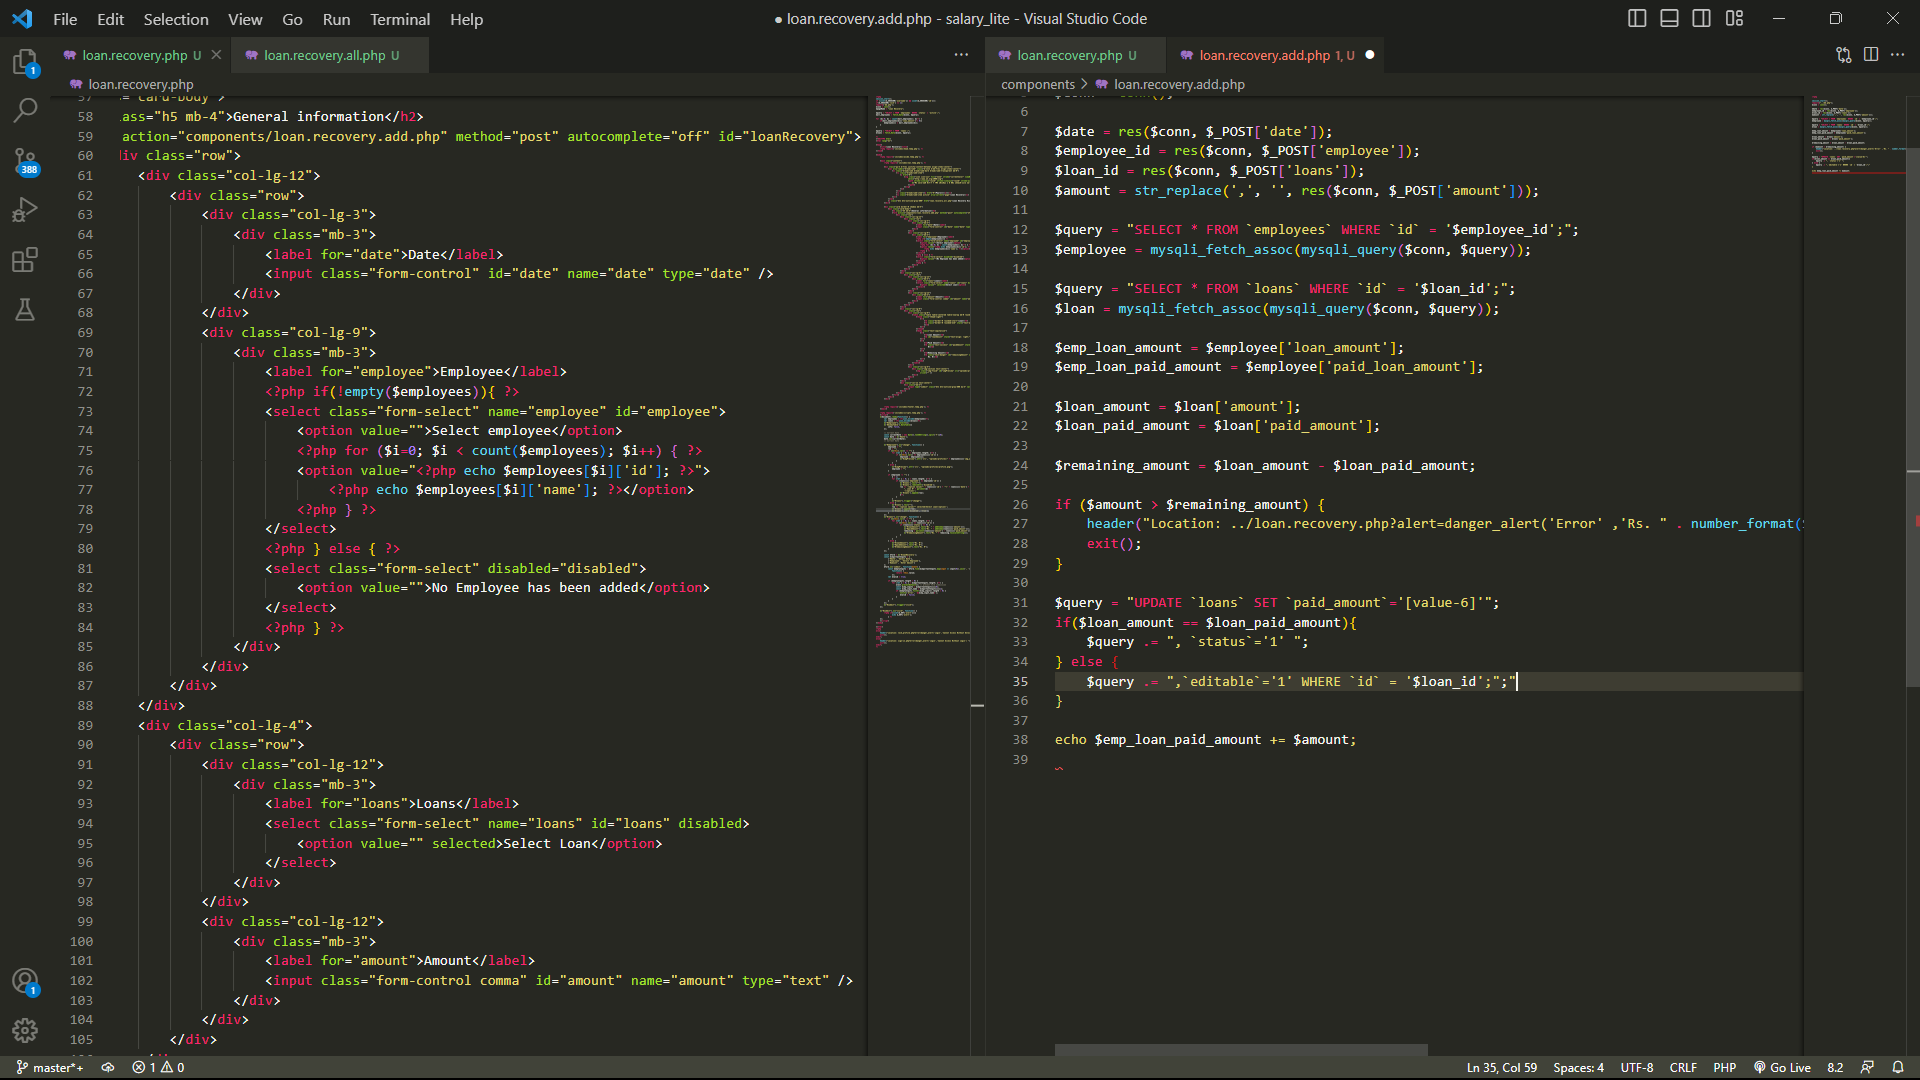 File Edit Selection View Go Run Terminal Help
● loan.recovery.add.php - salary_lite - Visual Studio Code
loan.recovery.php U
loan.recovery.all.php U
loan.recovery.php
58 ass="h5 mb-4">General information</h2>
59 action="components/loan.recovery.add.php" method="post" autocomplete="off" id="loanRecovery">
60 iv class="row">
61 <div class="col-lg-12">
62 <div class="row">
63 <div class="col-lg-3">
64 <div class="mb-3">
65 <label for="date">Date</label>
66 <input class="form-control" id="date" name="date" type="date" />
67 </div>
68 </div>
69 <div class="col-lg-9">
70 <div class="mb-3">
71 <label for="employee">Employee</label>
72 <?php if(!empty($employees)){ ?>
73 <select class="form-select" name="employee" id="employee">
74 <option value="">Select employee</option>
75 <?php for ($i=0; $i < count($employees); $i++) { ?>
76 <option value="<?php echo $employees[$i]['id']; ?>">
77 <?php echo $employees[$i]['name']; ?></option>
78 <?php } ?>
79 </select>
80 <?php } else { ?>
81 <select class="form-select" disabled="disabled">
82 <option value="">No Employee has been added</option>
83 </select>
84 <?php } ?>
85 </div>
86 </div>
87 </div>
88 </div>
89 <div class="col-lg-4">
90 <div class="row">
91 <div class="col-lg-12">
92 <div class="mb-3">
93 <label for="loans">Loans</label>
94 <select class="form-select" name="loans" id="loans" disabled>
95 <option value="" selected>Select Loan</option>
96 </select>
97 </div>
98 </div>
99 <div class="col-lg-12">
100 <div class="mb-3">
101 <label for="amount">Amount</label>
102 <input class="form-control comma" id="amount" name="amount" type="text" />
103 </div>
104 </div>
105 </div>
loan.recovery.php U
loan.recovery.add.php 1, U
components > loan.recovery.add.php
6
7 $date = res($conn, $_POST['date']);
8 $employee_id = res($conn, $_POST['employee']);
9 $loan_id = res($conn, $_POST['loans']);
10 $amount = str_replace(',', '', res($conn, $_POST['amount']));
11
12 $query = "SELECT * FROM `employees` WHERE `id` = '$employee_id';";
13 $employee = mysqli_fetch_assoc(mysqli_query($conn, $query));
14
15 $query = "SELECT * FROM `loans` WHERE `id` = '$loan_id';";
16 $loan = mysqli_fetch_assoc(mysqli_query($conn, $query));
17
18 $emp_loan_amount = $employee['loan_amount'];
19 $emp_loan_paid_amount = $employee['paid_loan_amount'];
20
21 $loan_amount = $loan['amount'];
22 $loan_paid_amount = $loan['paid_amount'];
23
24 $remaining_amount = $loan_amount - $loan_paid_amount;
25
26 if ($amount > $remaining_amount) {
27 header("Location: ../loan.recovery.php?alert=danger_alert('Error' ,'Rs. " . number_format(
28 exit();
29 }
30
31 $query = "UPDATE `loans` SET `paid_amount`='[value-6]'";
32 if($loan_amount == $loan_paid_amount){
33 $query .= ", `status`='1' ";
34 } else {
35 $query .= ",`editable`='1' WHERE `id` = '$loan_id';";"
36 }
37
38 echo $emp_loan_paid_amount += $amount;
39
1
388
1
master*+ 1 0
Ln 35, Col 59 Spaces: 4 UTF-8 CRLF PHP Go Live 8.2